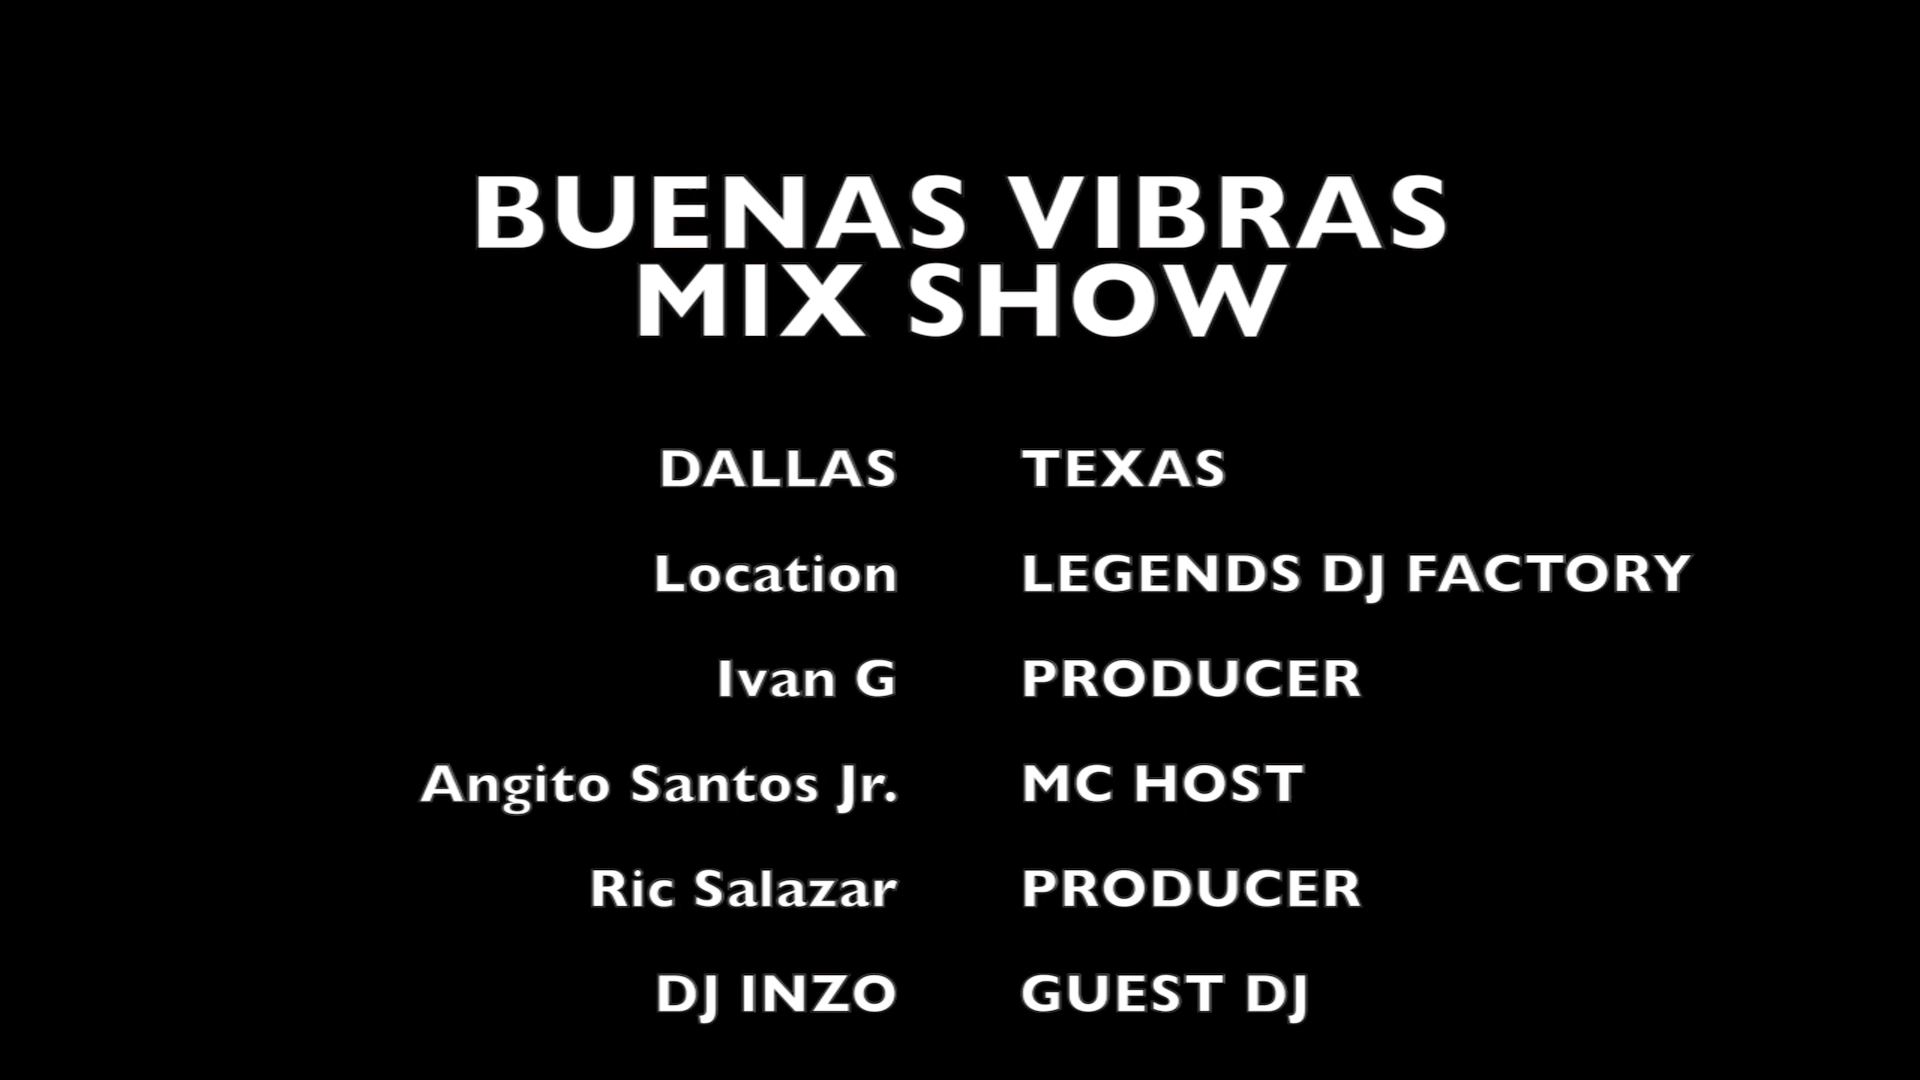 BUENAS VIBRAS
MIX SHOW
DALLAS TEXAS
Location LEGENDS DJ FACTORY
Ivan G PRODUCER
Angito Santos Jr. MC HOST
Ric Salazar PRODUCER
DJ INZO GUEST DJ